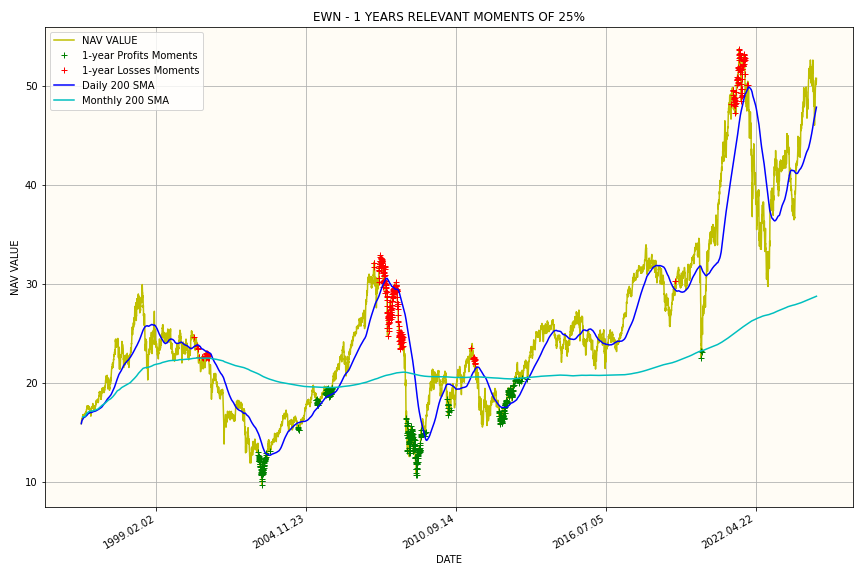 EWN - 1 YEARS RELEVANT MOMENTS OF 25%
NAV VALUE
1-year Profits Moments
1-year Losses Moments
Daily 200 SMA
Monthly 200 SMA
NAV VALUE
50
40
30
20
10
1999.02.02
2004.11.23
2010.09.14
2016.07.05
2022.04.22
DATE